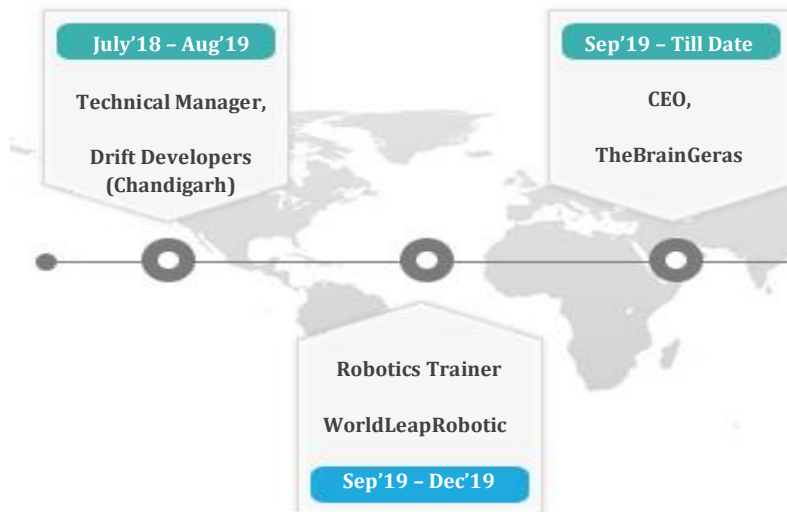 July’18 – Aug’19
Technical Manager,
Drift Developers
(Chandigarh)
Robotics Trainer
WorldLeapRobotic
Sep’19 – Dec’19
Sep’19 – Till Date
CEO,
TheBrainGeras